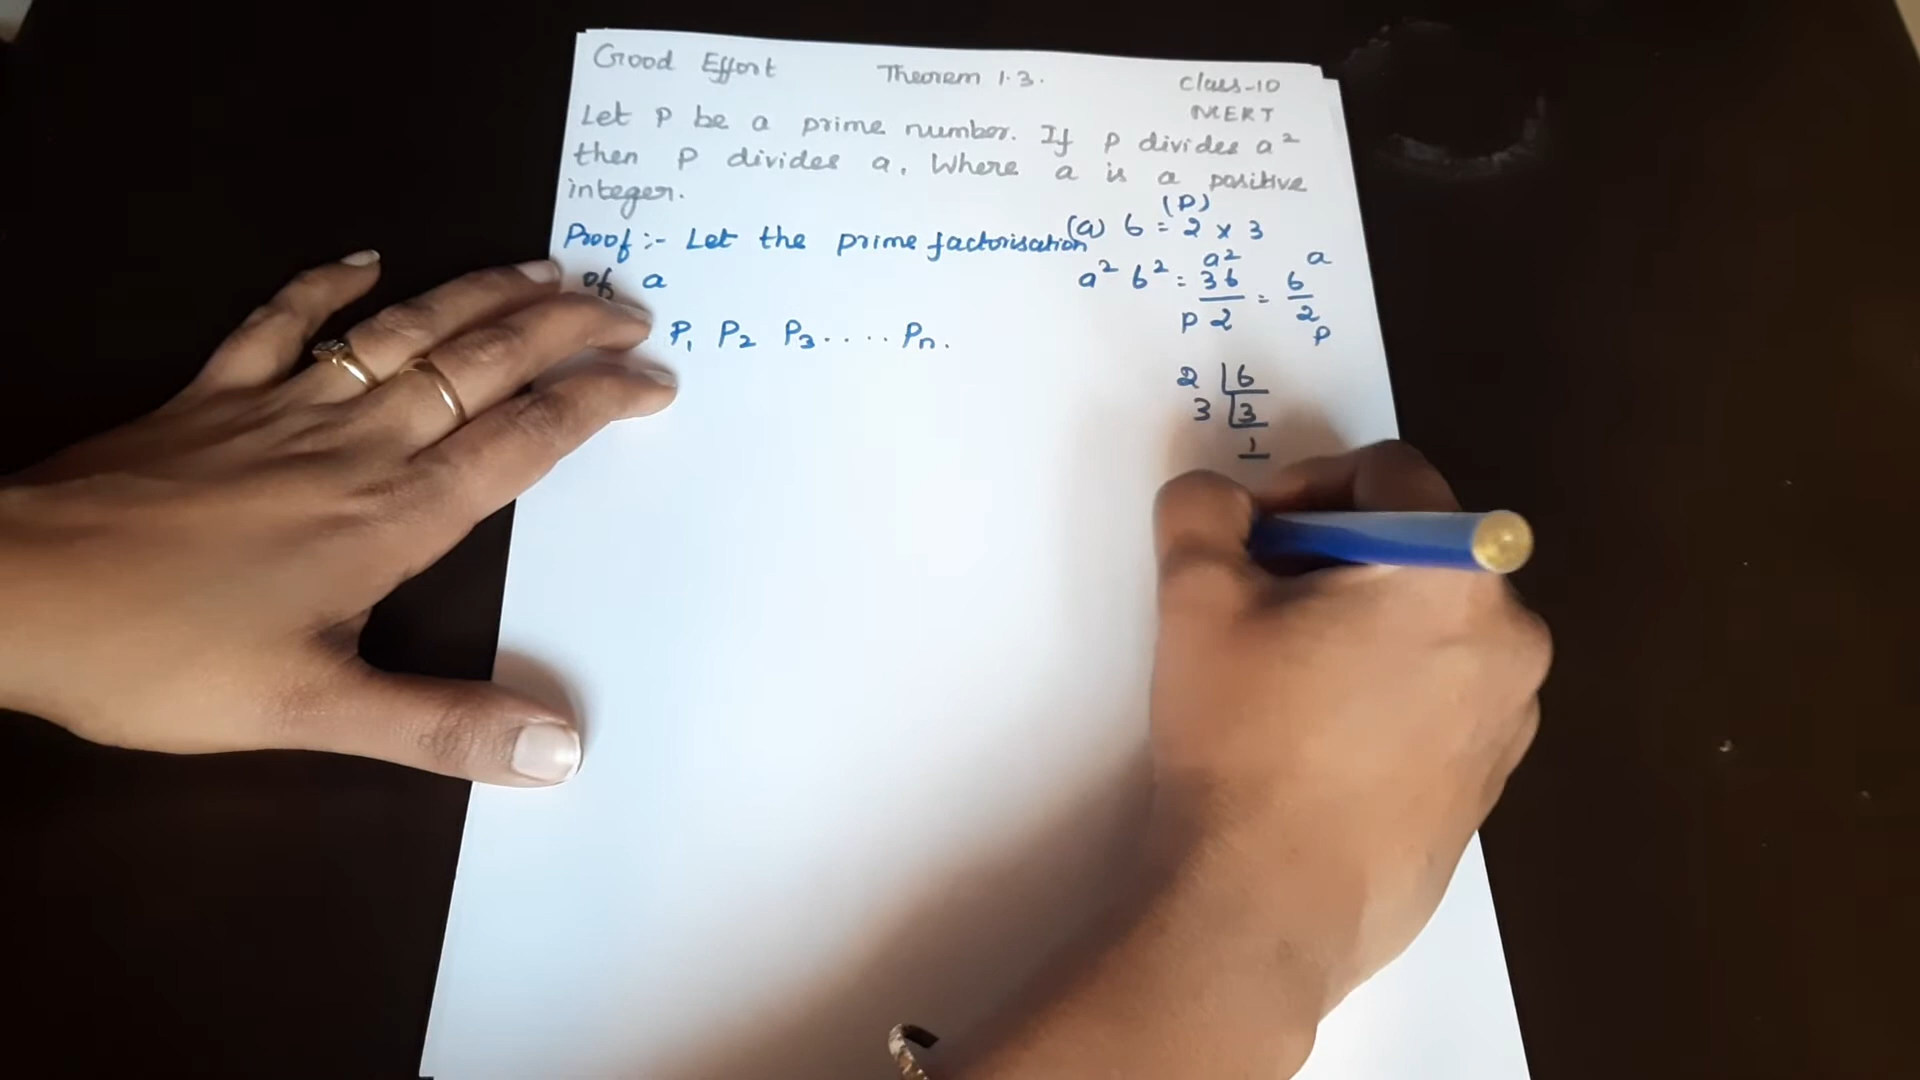 Good Effort Theorem 1.3. Class-10
NCERT
Let P be a prime number. If P divides a²
then P divides a. Where a is a positive
integer.
(P)
Proof :- Let the prime factorisation (a) 6 = 2 × 3
a² a
of a a² 6² = 36 = 6
P 2 2
P
P₁ P₂ P₃ .... Pn.
2 6
3 3
1